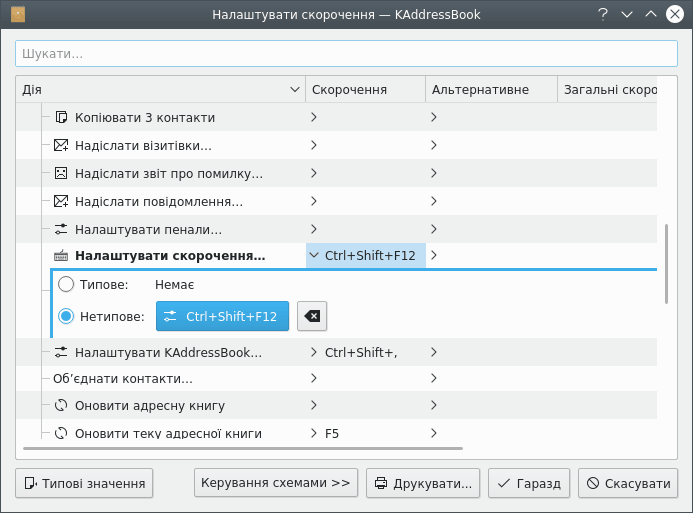 Налаштувати скорочення — KAddressBook
Шукати...
Дія Скорочення Альтернативне Загальні скоро
Копіювати 3 контакти
Надіслати візитівки...
Надіслати звіт про помилку...
Надіслати повідомлення...
Налаштувати пенали...
Налаштувати скорочення... Ctrl+Shift+F12
Типове: Немає
Нетипове: Ctrl+Shift+F12
Налаштувати KAddressBook... Ctrl+Shift+,
Об’єднати контакти...
Оновити адресну книгу
Оновити теку адресної книги F5
Типові значення Керування схемами >> Друкувати... Гаразд Скасувати